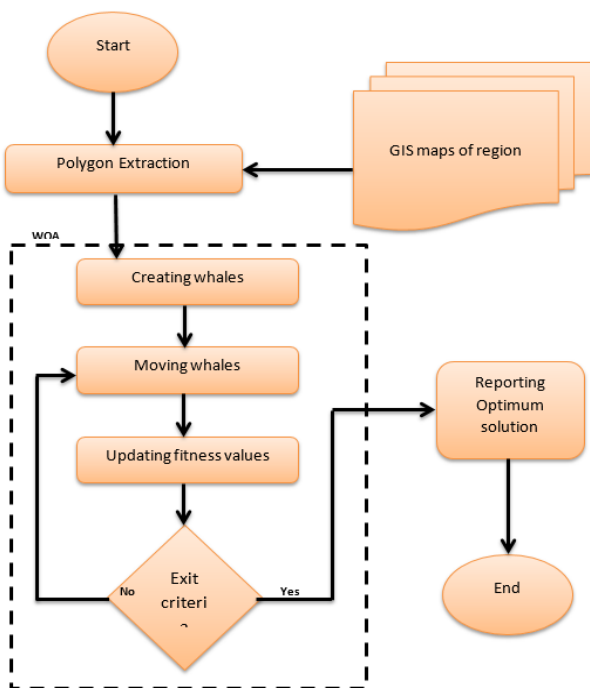 Start
Polygon Extraction
GIS maps of region
WOA
Creating whales
Moving whales
Updating fitness values
Exit
criteri
No
Yes
Reporting
Optimum
solution
End